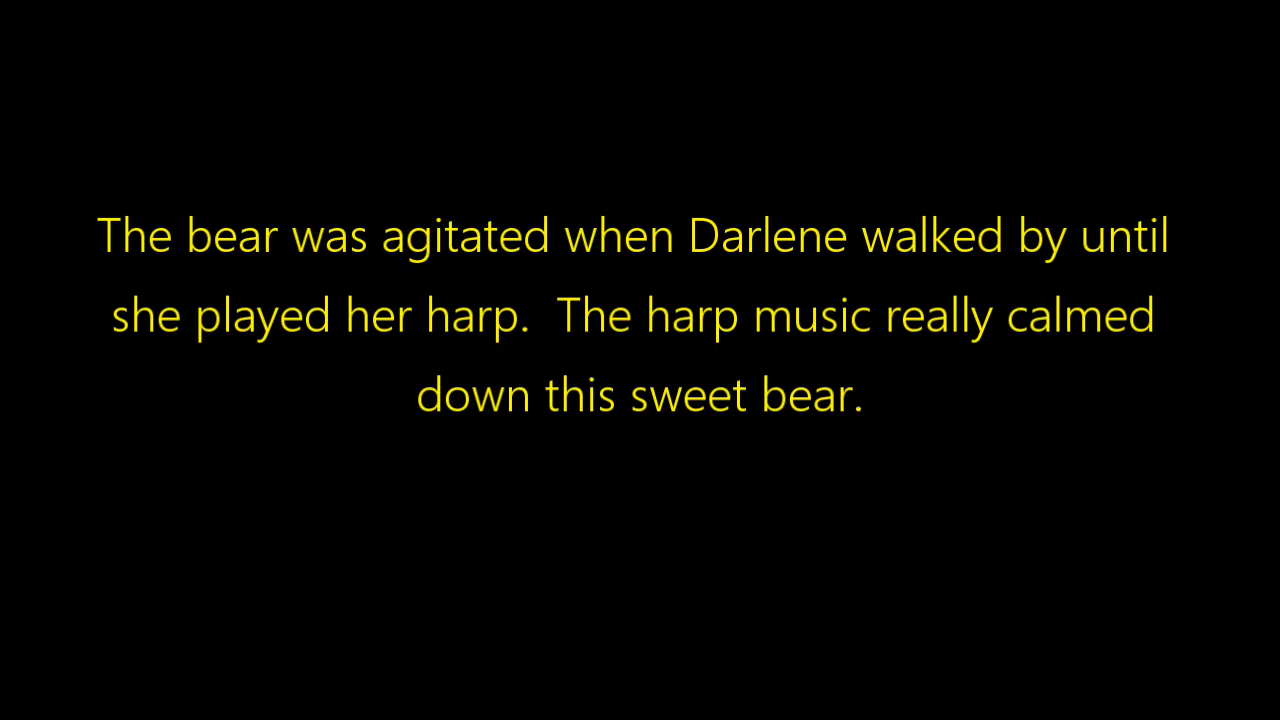 The bear was agitated when Darlene walked by until
she played her harp.  The harp music really calmed
down this sweet bear.